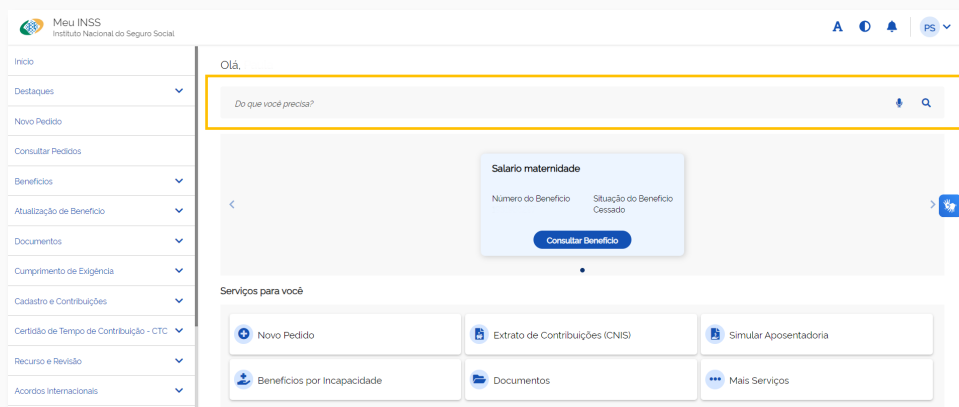 Meu INSS
Instituto Nacional do Seguro Social
A
PS
Início
Destaques
Novo Pedido
Consultar Pedidos
Benefícios
Atualização de Benefício
Documentos
Cumprimento de Exigência
Cadastro e Contribuições
Certidão de Tempo de Contribuição - CTC
Recurso e Revisão
Acordos Internacionais
Olá,
Do que você precisa?
Salario maternidade
Número do Benefício
Situação do Benefício
Cessado
Consultar Benefício
Serviços para você
Novo Pedido
Extrato de Contribuições (CNIS)
Simular Aposentadoria
Benefícios por Incapacidade
Documentos
Mais Serviços